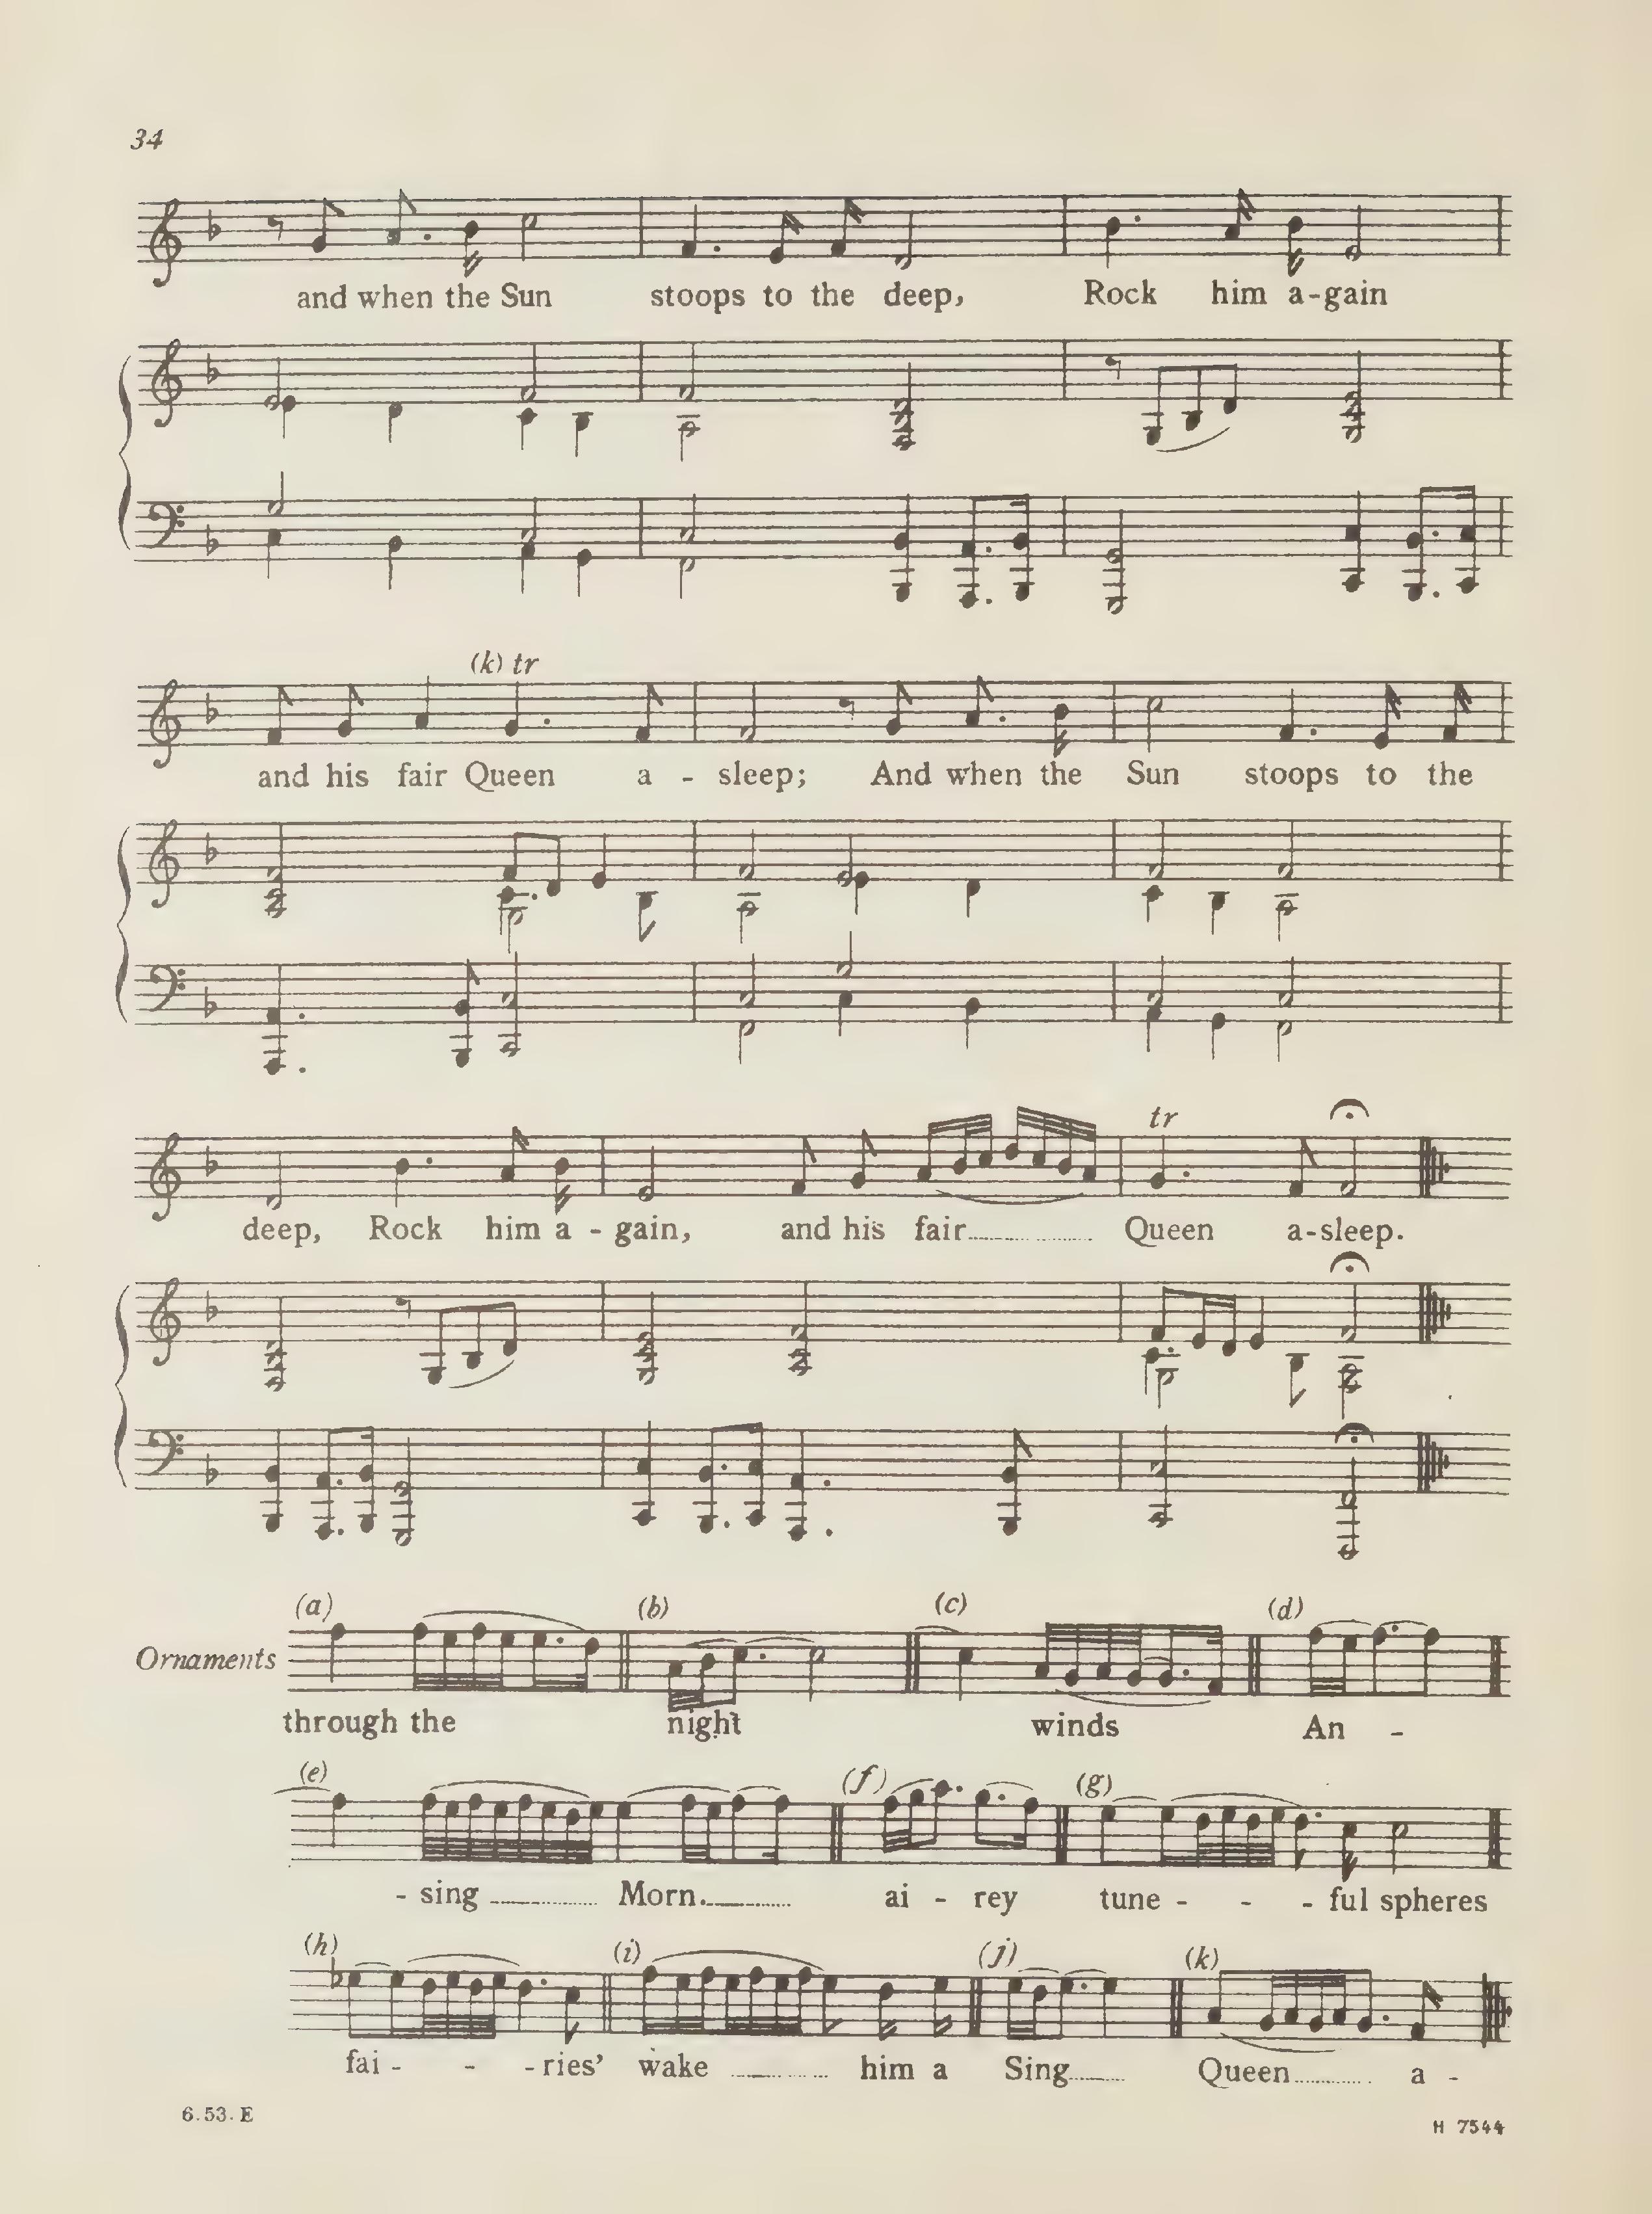 34
and when the Sun stoops to the deep, Rock him a-gain
(k) tr
and his fair Queen a - sleep; And when the Sun stoops to the
tr
deep, Rock him a - gain, and his fair Queen a-sleep.
(a) (b) (c) (d)
Ornaments
through the night winds An -
(e) (f) (g)
- sing Morn. ai - rey tune - - - ful spheres
(h) (i) (j) (k)
fai - - - ries' wake him a Sing Queen a -
6.53.E
H 7544